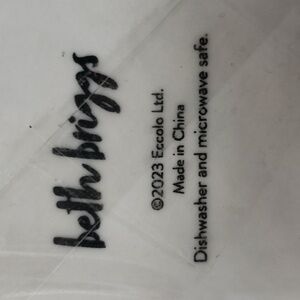 beth briggs
©2023 Eccolo Ltd.
Made in China
Dishwasher and microwave safe.